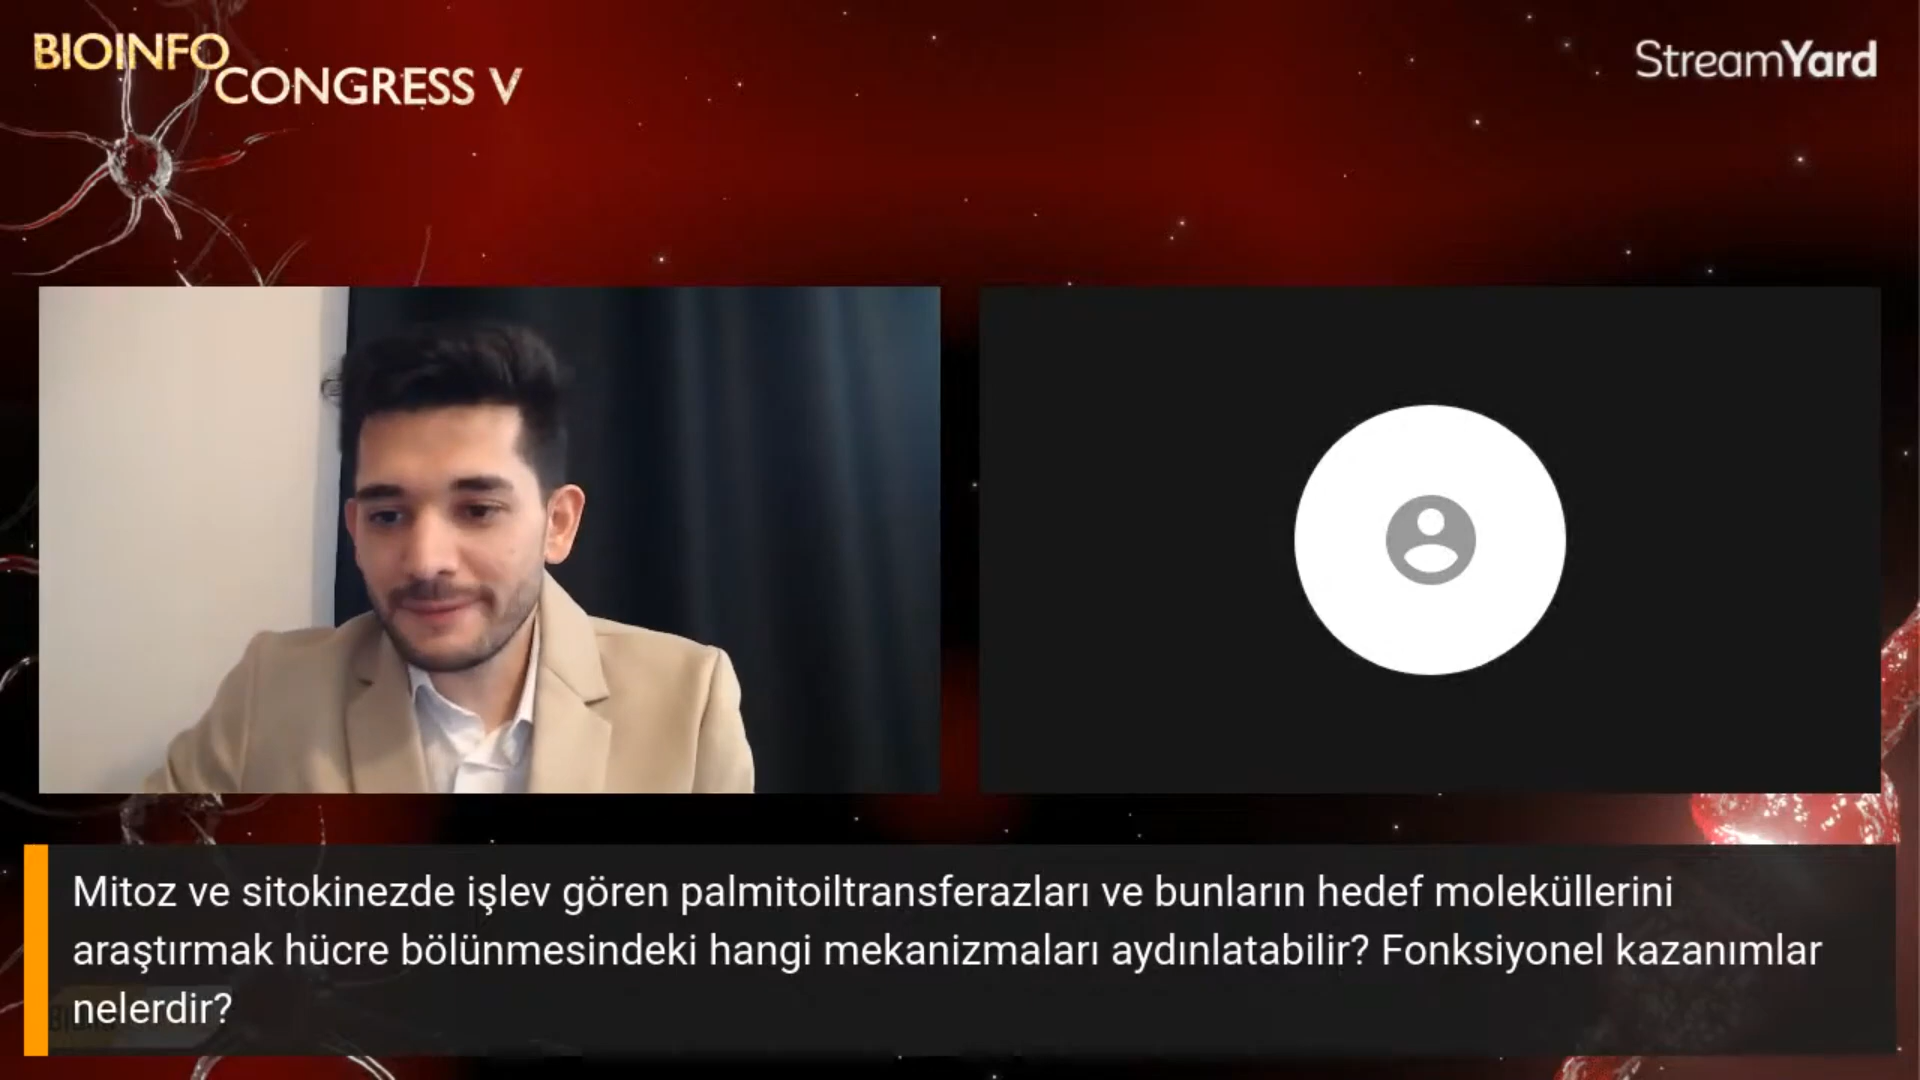 BIOINFO
CONGRESS V
StreamYard
Mitoz ve sitokinezde işlev gören palmitoiltransferazları ve bunların hedef moleküllerini
araştırmak hücre bölünmesindeki hangi mekanizmaları aydınlatabilir? Fonksiyonel kazanımlar
nelerdir?